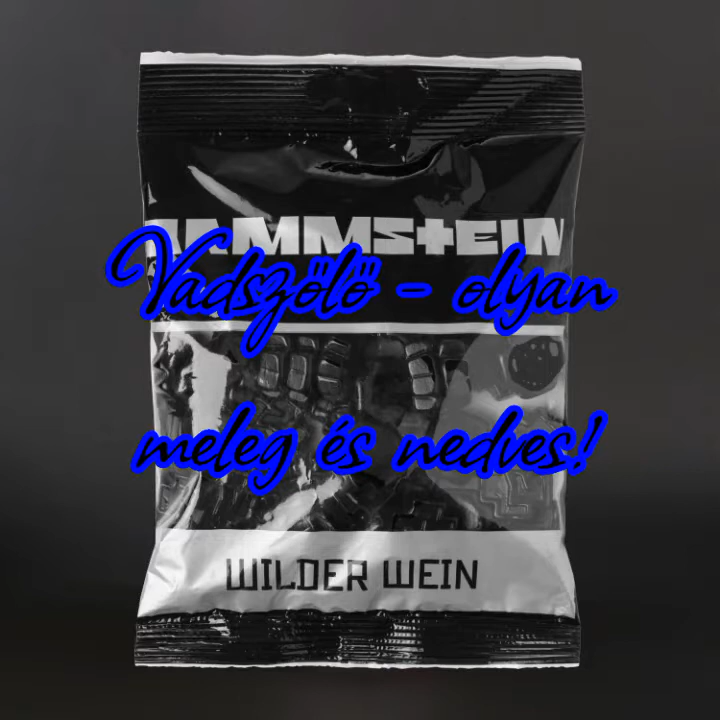 RAMMSTEIN
Vadszőlő - olyan
meleg és nedves!
WILDER WEIN